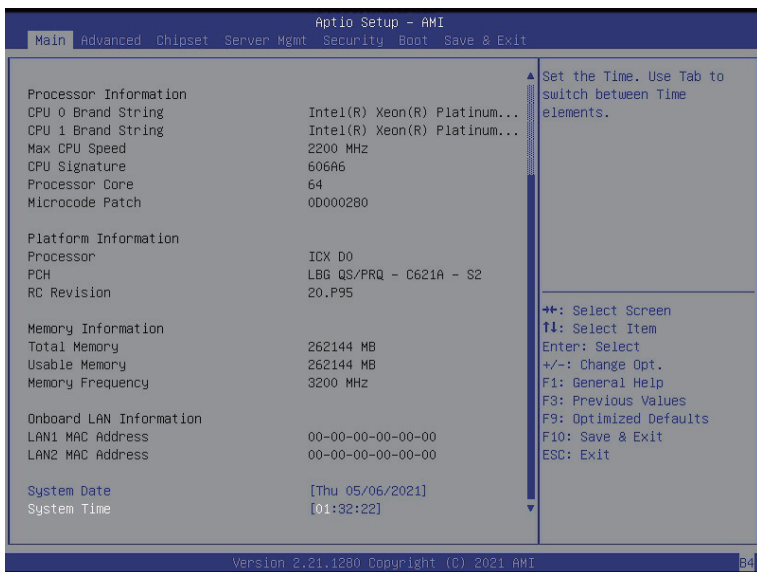 Aptio Setup - AMI
Main Advanced Chipset Server Mgmt Security Boot Save & Exit
Processor Information
CPU 0 Brand String Intel(R) Xeon(R) Platinum...
CPU 1 Brand String Intel(R) Xeon(R) Platinum...
Max CPU Speed 2200 MHz
CPU Signature 606A6
Processor Core 64
Microcode Patch 0D000280
Platform Information
Processor ICX D0
PCH LBG QS/PRQ - C621A - S2
RC Revision 20.P95
Memory Information
Total Memory 262144 MB
Usable Memory 262144 MB
Memory Frequency 3200 MHz
Onboard LAN Information
LAN1 MAC Address 00-00-00-00-00-00
LAN2 MAC Address 00-00-00-00-00-00
System Date [Thu 05/06/2021]
System Time [01:32:22]
Set the Time. Use Tab to
switch between Time
elements.
→←: Select Screen
↑↓: Select Item
Enter: Select
+/-: Change Opt.
F1: General Help
F3: Previous Values
F9: Optimized Defaults
F10: Save & Exit
ESC: Exit
Version 2.21.1280 Copyright (C) 2021 AMI
B4